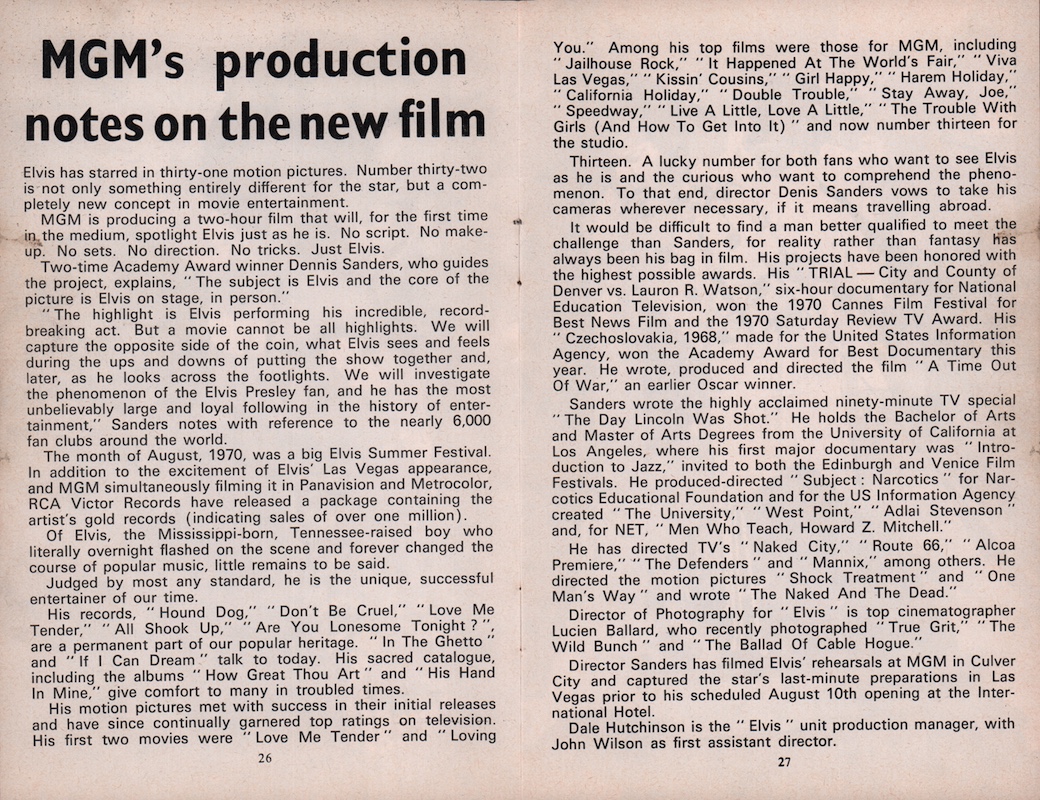 MGM's production
notes on the new film
Elvis has starred in thirty-one motion pictures. Number thirty-two
is not only something entirely different for the star, but a com-
pletely new concept in movie entertainment.
MGM is producing a two-hour film that will, for the first time
in the medium, spotlight Elvis just as he is. No script. No make-
up. No sets. No direction. No tricks. Just Elvis.
Two-time Academy Award winner Dennis Sanders, who guides
the project, explains, "The subject is Elvis and the core of the
picture is Elvis on stage, in person."
"The highlight is Elvis performing his incredible, record-
breaking act. But a movie cannot be all highlights. We will
capture the opposite side of the coin, what Elvis sees and feels
during the ups and downs of putting the show together and,
later, as he looks across the footlights. We will investigate
the phenomenon of the Elvis Presley fan, and he has the most
unbelievably large and loyal following in the history of enter-
tainment," Sanders notes with reference to the nearly 6,000
fan clubs around the world.
The month of August, 1970, was a big Elvis Summer Festival.
In addition to the excitement of Elvis' Las Vegas appearance,
and MGM simultaneously filming it in Panavision and Metrocolor,
RCA Victor Records have released a package containing the
artist's gold records (indicating sales of over one million).
Of Elvis, the Mississippi-born, Tennessee-raised boy who
literally overnight flashed on the scene and forever changed the
course of popular music, little remains to be said.
Judged by most any standard, he is the unique, successful
entertainer of our time.
His records, "Hound Dog," "Don't Be Cruel," "Love Me
Tender," "All Shook Up," "Are You Lonesome Tonight?",
are a permanent part of our popular heritage. "In The Ghetto"
and "If I Can Dream" talk to today. His sacred catalogue,
including the albums "How Great Thou Art" and "His Hand
In Mine," give comfort to many in troubled times.
His motion pictures met with success in their initial releases
and have since continually garnered top ratings on television.
His first two movies were "Love Me Tender" and "Loving
26
You." Among his top films were those for MGM, including
"Jailhouse Rock," "It Happened At The World's Fair," "Viva
Las Vegas," "Kissin' Cousins," "Girl Happy," "Harem Holiday,"
"California Holiday," "Double Trouble," "Stay Away, Joe,"
"Speedway," "Live A Little, Love A Little," "The Trouble With
Girls (And How To Get Into It)" and now number thirteen for
the studio.
Thirteen. A lucky number for both fans who want to see Elvis
as he is and the curious who want to comprehend the pheno-
menon. To that end, director Denis Sanders vows to take his
cameras wherever necessary, if it means travelling abroad.
It would be difficult to find a man better qualified to meet the
challenge than Sanders, for reality rather than fantasy has
always been his bag in film. His projects have been honored with
the highest possible awards. His "TRIAL — City and County of
Denver vs. Lauron R. Watson," six-hour documentary for National
Education Television, won the 1970 Cannes Film Festival for
Best News Film and the 1970 Saturday Review TV Award. His
"Czechoslovakia, 1968," made for the United States Information
Agency, won the Academy Award for Best Documentary this
year. He wrote, produced and directed the film "A Time Out
Of War," an earlier Oscar winner.
Sanders wrote the highly acclaimed ninety-minute TV special
"The Day Lincoln Was Shot." He holds the Bachelor of Arts
and Master of Arts Degrees from the University of California at
Los Angeles, where his first major documentary was "Intro-
duction to Jazz," invited to both the Edinburgh and Venice Film
Festivals. He produced-directed "Subject: Narcotics" for Nar-
cotics Educational Foundation and for the US Information Agency
created "The University," "West Point," "Adlai Stevenson"
and, for NET, "Men Who Teach, Howard Z. Mitchell."
He has directed TV's "Naked City," "Route 66," "Alcoa
Premiere," "The Defenders" and "Mannix," among others. He
directed the motion pictures "Shock Treatment" and "One
Man's Way" and wrote "The Naked And The Dead."
Director of Photography for "Elvis" is top cinematographer
Lucien Ballard, who recently photographed "True Grit," "The
Wild Bunch" and "The Ballad Of Cable Hogue."
Director Sanders has filmed Elvis' rehearsals at MGM in Culver
City and captured the star's last-minute preparations in Las
Vegas prior to his scheduled August 10th opening at the Inter-
national Hotel.
Dale Hutchinson is the "Elvis" unit production manager, with
John Wilson as first assistant director.
27